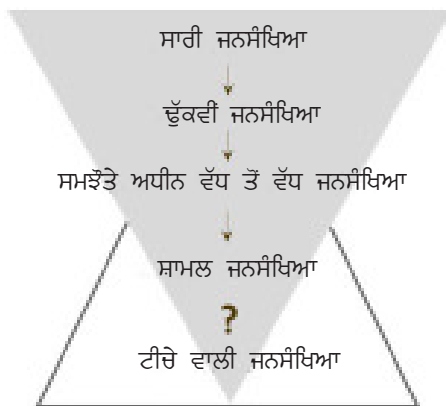 ਸਾਰੀ ਜਨਸੰਖਿਆ
ਢੁੱਕਵੀਂ ਜਨਸੰਖਿਆ
ਸਮਝੌਤੇ ਅਧੀਨ ਵੱਧ ਤੋਂ ਵੱਧ ਜਨਸੰਖਿਆ
ਸ਼ਾਮਲ ਜਨਸੰਖਿਆ
?
ਟੀਚੇ ਵਾਲੀ ਜਨਸੰਖਿਆ